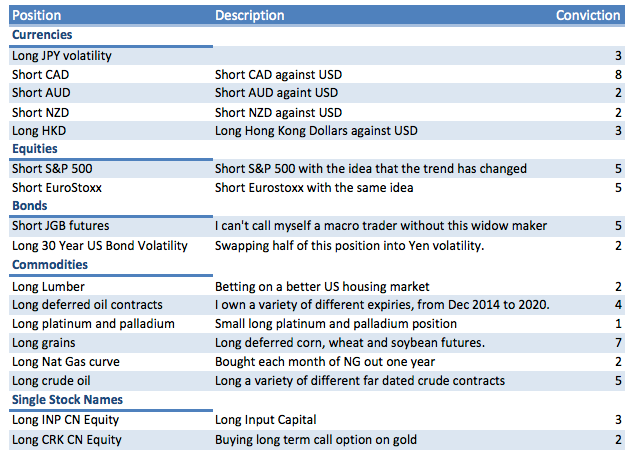 Position Description Conviction
Currencies
Long JPY volatility 3
Short CAD Short CAD against USD 8
Short AUD Short AUD againt USD 2
Short NZD Short NZD against USD 2
Long HKD Long Hong Kong Dollars against USD 3
Equities
Short S&P 500 Short S&P 500 with the idea that the trend has changed 5
Short EuroStoxx Short Eurostoxx with the same idea 5
Bonds
Short JGB futures I can't call myself a macro trader without this widow maker 5
Long 30 Year US Bond Volatility Swapping half of this position into Yen volatility. 2
Commodities
Long Lumber Betting on a better US housing market 2
Long deferred oil contracts I own a variety of different expiries, from Dec 2014 to 2020. 4
Long platinum and palladium Small long platinum and palladium position 1
Long grains Long deferred corn, wheat and soybean futures. 7
Long Nat Gas curve Bought each month of NG out one year 2
Long crude oil Long a variety of different far dated crude contracts 5
Single Stock Names
Long INP CN Equity Long Input Capital 3
Long CRK CN Equity Buying long term call option on gold 2